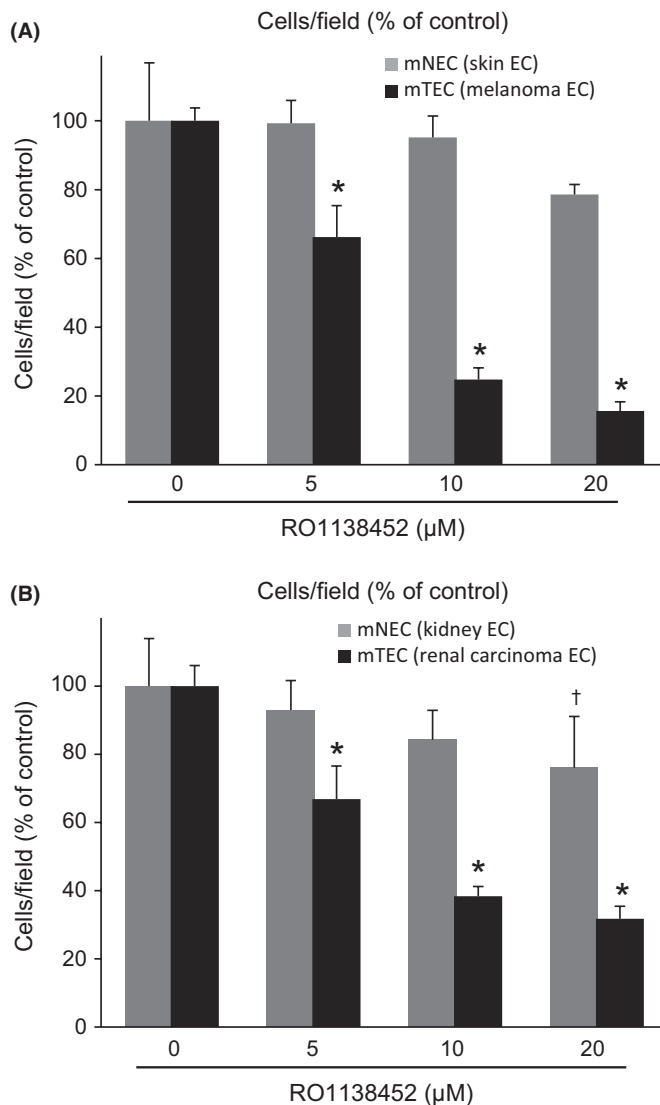 (A)
Cells/field (% of control)
mNEC (skin EC)
mTEC (melanoma EC)
Cells/field (% of control)
100
80
60
40
20
0
*
*
*
0 5 10 20
RO1138452 (µM)
(B)
Cells/field (% of control)
mNEC (kidney EC)
mTEC (renal carcinoma EC)
Cells/field (% of control)
100
80
60
40
20
0
*
*
†
*
0 5 10 20
RO1138452 (µM)